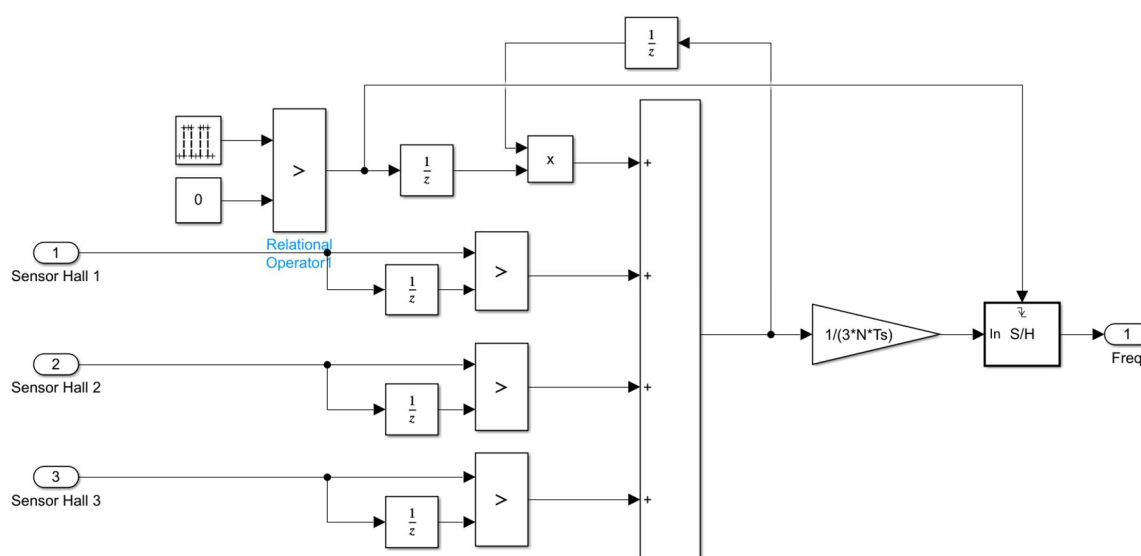 1
z
x
1
z
>
0
Relational
Operator1
+
1
Sensor Hall 1
1
z
>
+
1/(3*N*Ts)
In S/H
1
Freq
2
Sensor Hall 2
1
z
>
+
3
Sensor Hall 3
1
z
>
+